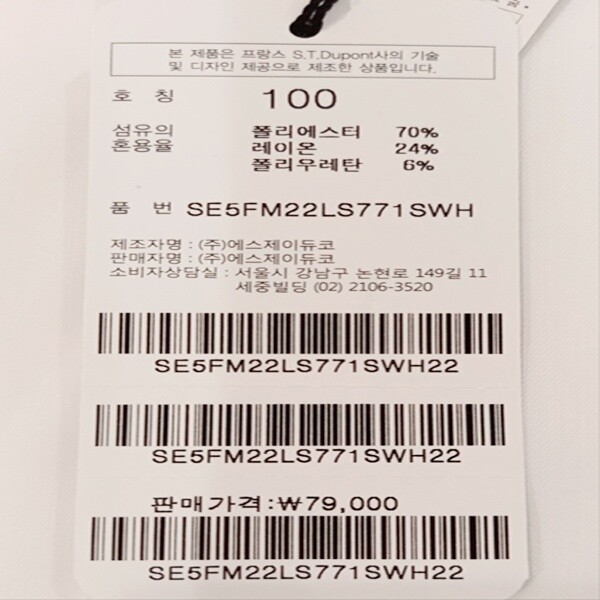 본 제품은 프랑스 S.T.Dupont사의 기술
및 디자인 제공으로 제조한 상품입니다.
호 칭 100
섬유의 폴리에스터 70%
혼용율 레이온 24%
폴리우레탄 6%
품 번 SE5FM22LS771SWH
제조자명 : (주)에스제이듀코
판매자명 : (주)에스제이듀코
소비자상담실 : 서울시 강남구 논현로 149길 11
세중빌딩 (02) 2106-3520
SE5FM22LS771SWH22
SE5FM22LS771SWH22
판매가격:₩79,000
SE5FM22LS771SWH22